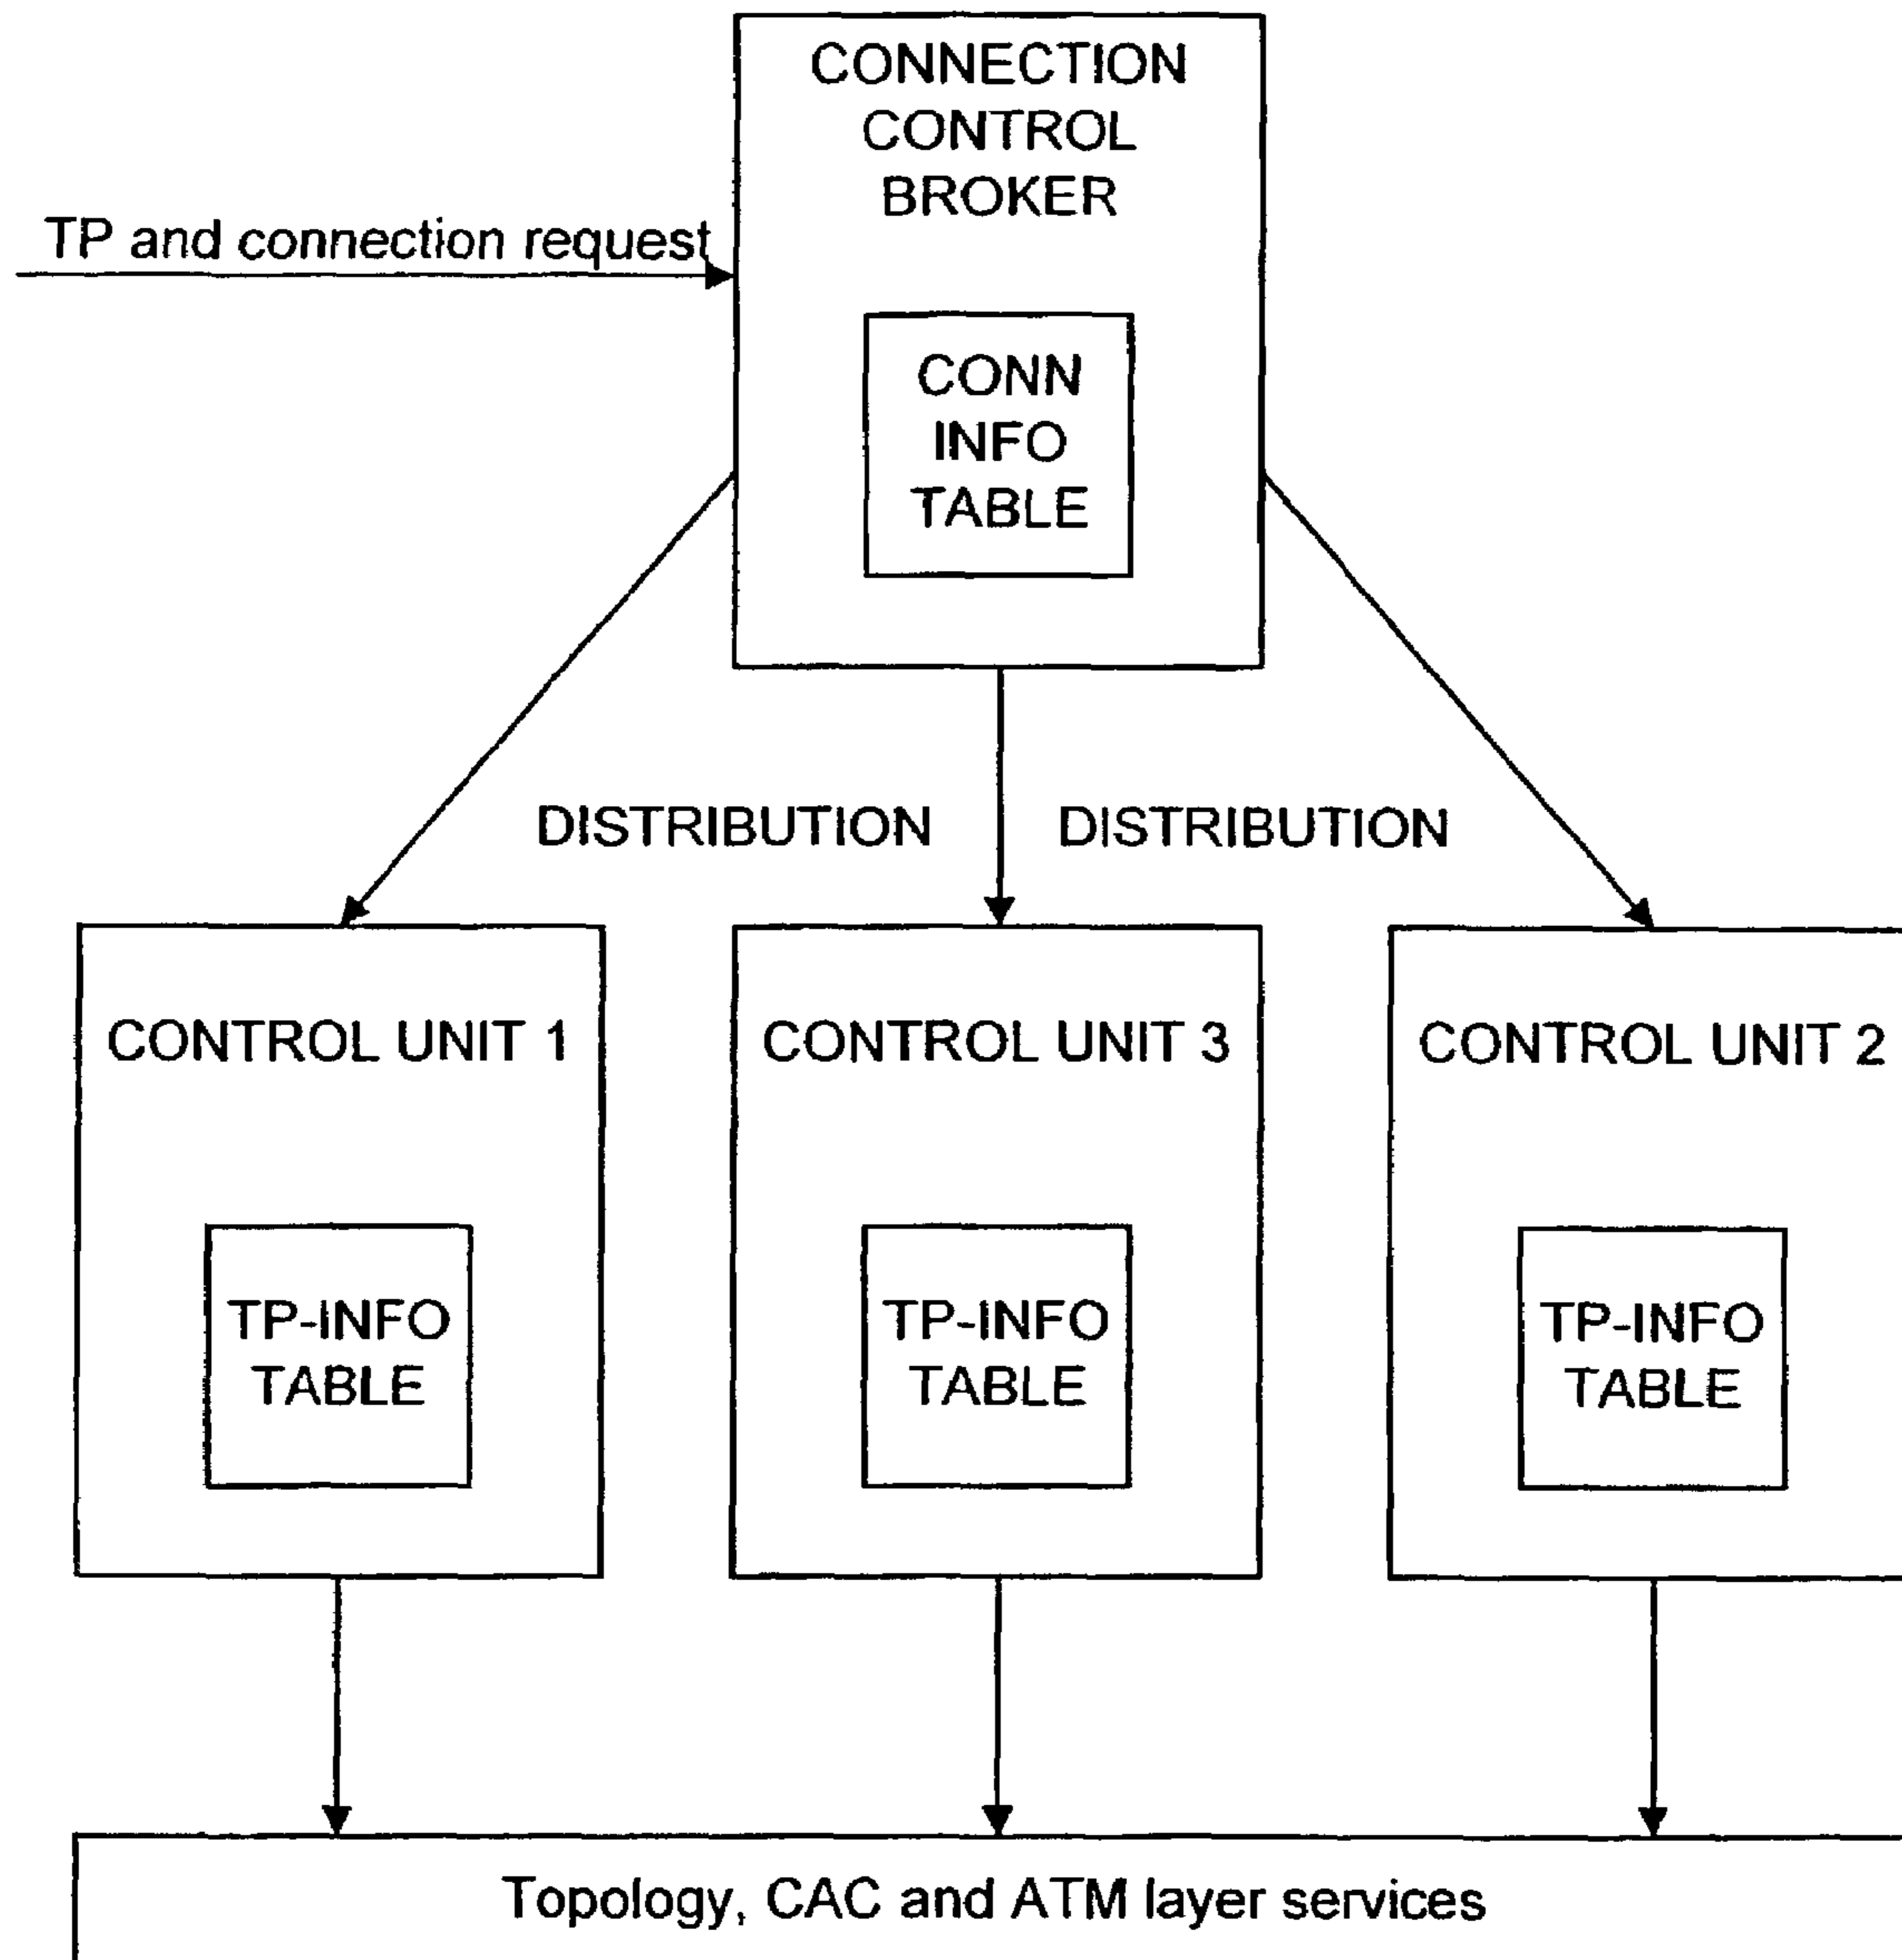 CONNECTION
CONTROL
BROKER
TP and connection request
CONN
INFO
TABLE
DISTRIBUTION DISTRIBUTION
CONTROL UNIT 1 CONTROL UNIT 3 CONTROL UNIT 2
TP-INFO TP-INFO TP-INFO
TABLE TABLE TABLE
Topology, CAC and ATM layer services